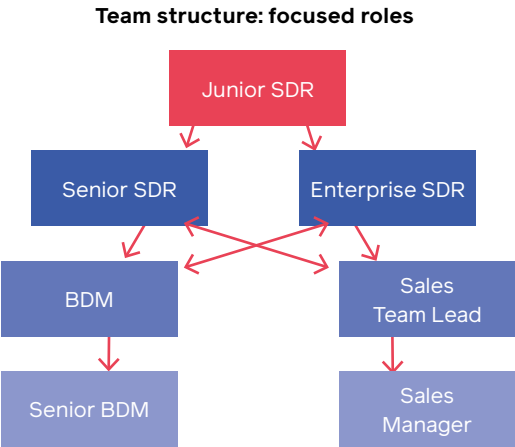 Team structure: focused roles
Junior SDR
Senior SDR
Enterprise SDR
BDM
Sales
Team Lead
Senior BDM
Sales
Manager